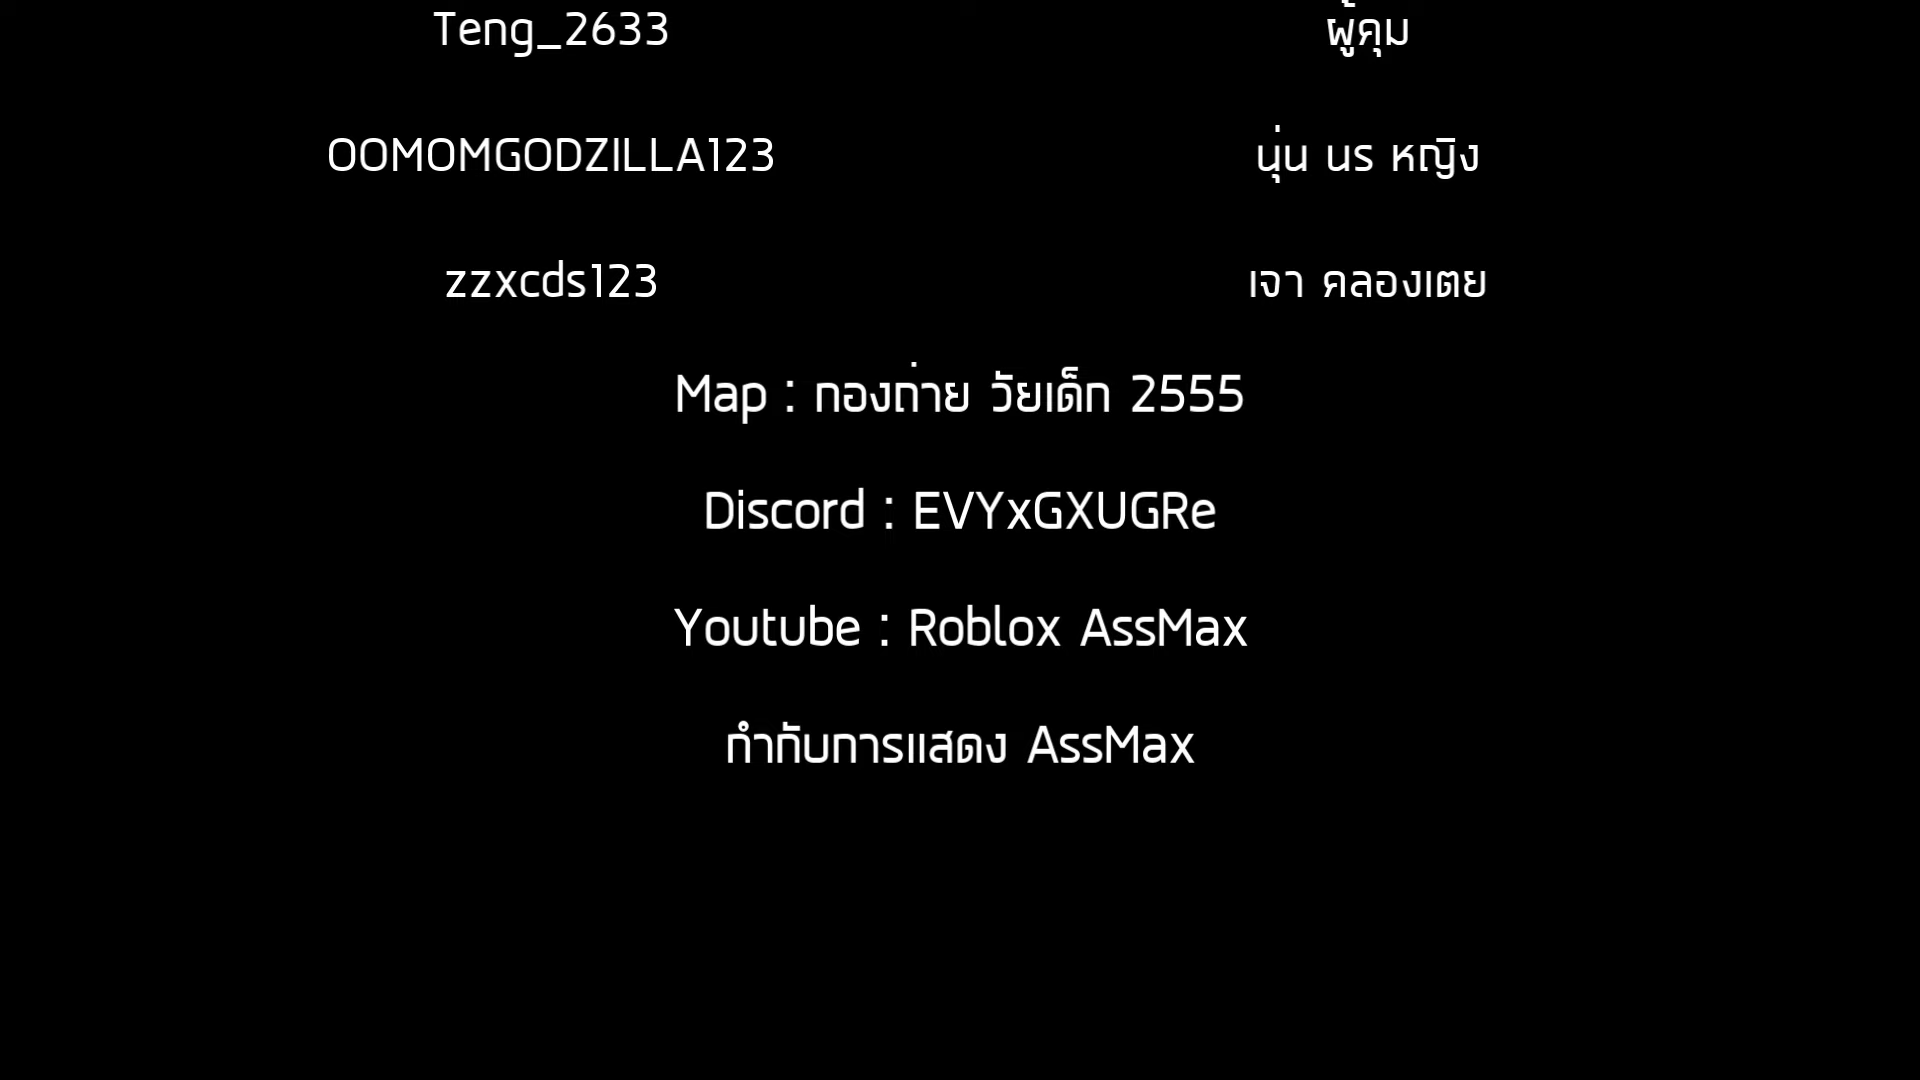 Teng_2633 ผู้คุม
OOMOMGODZILLA123 นุ่น นร หญิง
zzxcds123 เจา คลองเตย
Map : กองถ่าย วัยเด็ก 2555
Discord : EVYxGXUGRe
Youtube : Roblox AssMax
กำกับการแสดง AssMax